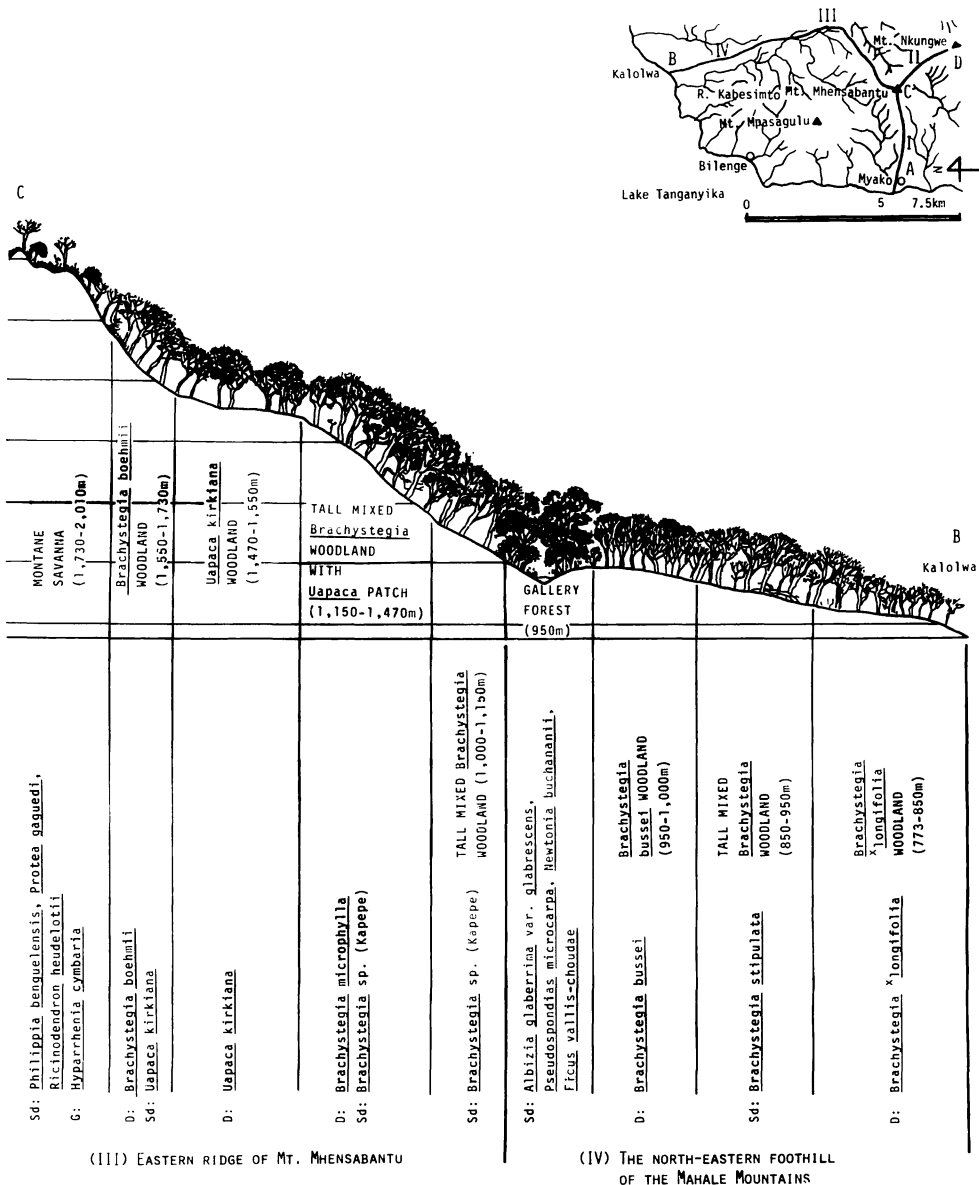 III
Mt. Nkungwe
B
IV
II
D
Kalolwa
C
R. Kabesimto
Mt. Mhensabantu
Mt. Mpasagulu
I
N
Bilenge
A
Myako
Lake Tanganyika
0
5
7.5km
C
B
Kalolwa
MONTANE
SAVANNA
(1,730-2,010m)
Brachystegia boehmii
WOODLAND
(1,550-1,730m)
Uapaca kirkiana
WOODLAND
(1,470-1,550m)
TALL MIXED
Brachystegia
WOODLAND
WITH
Uapaca PATCH
(1,150-1,470m)
GALLERY
FOREST
(950m)
TALL MIXED Brachystegia
WOODLAND (1,000-1,150m)
Brachystegia
bussei WOODLAND
(950-1,000m)
TALL MIXED
Brachystegia
WOODLAND
(850-950m)
Brachystegia
xlongifolia
WOODLAND
(773-850m)
Sd: Philippia benguelensis, Protea gaguedi,
Ricinodendron heudelotii
G: Hyparrhenia cymbaria
D: Brachystegia boehmii
Sd: Uapaca kirkiana
D: Uapaca kirkiana
D: Brachystegia microphylla
Sd: Brachystegia sp. (Kapepe)
Sd: Brachystegia sp. (Kapepe)
Sd: Albizia glaberrima var. glabrescens,
Pseudospondias microcarpa, Newtonia buchananii,
Ficus vallis-choudae
D: Brachystegia bussei
Sd: Brachystegia stipulata
D: Brachystegia xlongifolia
(III) EASTERN RIDGE OF MT. MHENSABANTU
(IV) THE NORTH-EASTERN FOOTHILL
OF THE MAHALE MOUNTAINS